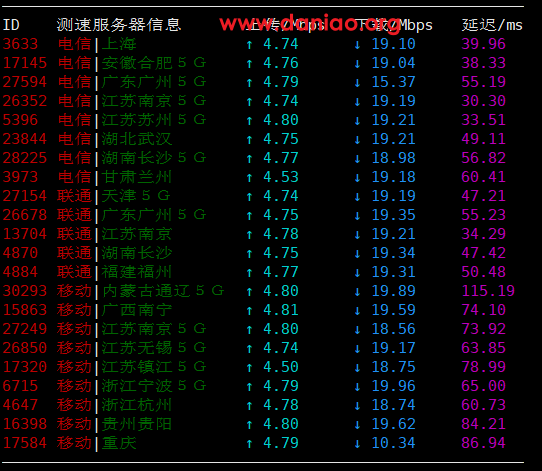 www.duniao.org
ID 测速服务器信息 上传/Mbps 下载/Mbps 延迟/ms
3633 电信|上海 ↑ 4.74 ↓ 19.10 39.96
17145 电信|安徽合肥５Ｇ ↑ 4.76 ↓ 19.04 38.33
27594 电信|广东广州５Ｇ ↑ 4.79 ↓ 15.37 55.19
26352 电信|江苏南京５Ｇ ↑ 4.74 ↓ 19.19 30.30
5396 电信|江苏苏州５Ｇ ↑ 4.80 ↓ 19.21 33.51
23844 电信|湖北武汉 ↑ 4.75 ↓ 19.21 49.11
28225 电信|湖南长沙５Ｇ ↑ 4.77 ↓ 18.98 56.82
3973 电信|甘肃兰州 ↑ 4.53 ↓ 19.18 60.41
27154 联通|天津５Ｇ ↑ 4.74 ↓ 19.19 47.21
26678 联通|广东广州５Ｇ ↑ 4.75 ↓ 19.35 55.23
13704 联通|江苏南京 ↑ 4.78 ↓ 19.21 34.29
4870 联通|湖南长沙 ↑ 4.75 ↓ 19.34 47.42
4884 联通|福建福州 ↑ 4.77 ↓ 19.31 50.48
30293 移动|内蒙古通辽５Ｇ ↑ 4.80 ↓ 19.89 115.19
15863 移动|广西南宁 ↑ 4.81 ↓ 19.59 74.10
27249 移动|江苏南京５Ｇ ↑ 4.80 ↓ 18.56 73.92
26850 移动|江苏无锡５Ｇ ↑ 4.74 ↓ 19.17 63.85
17320 移动|江苏镇江５Ｇ ↑ 4.50 ↓ 18.75 78.99
6715 移动|浙江宁波５Ｇ ↑ 4.79 ↓ 19.96 65.00
4647 移动|浙江杭州 ↑ 4.78 ↓ 18.74 60.73
16398 移动|贵州贵阳 ↑ 4.80 ↓ 19.62 84.21
17584 移动|重庆 ↑ 4.79 ↓ 10.34 86.94